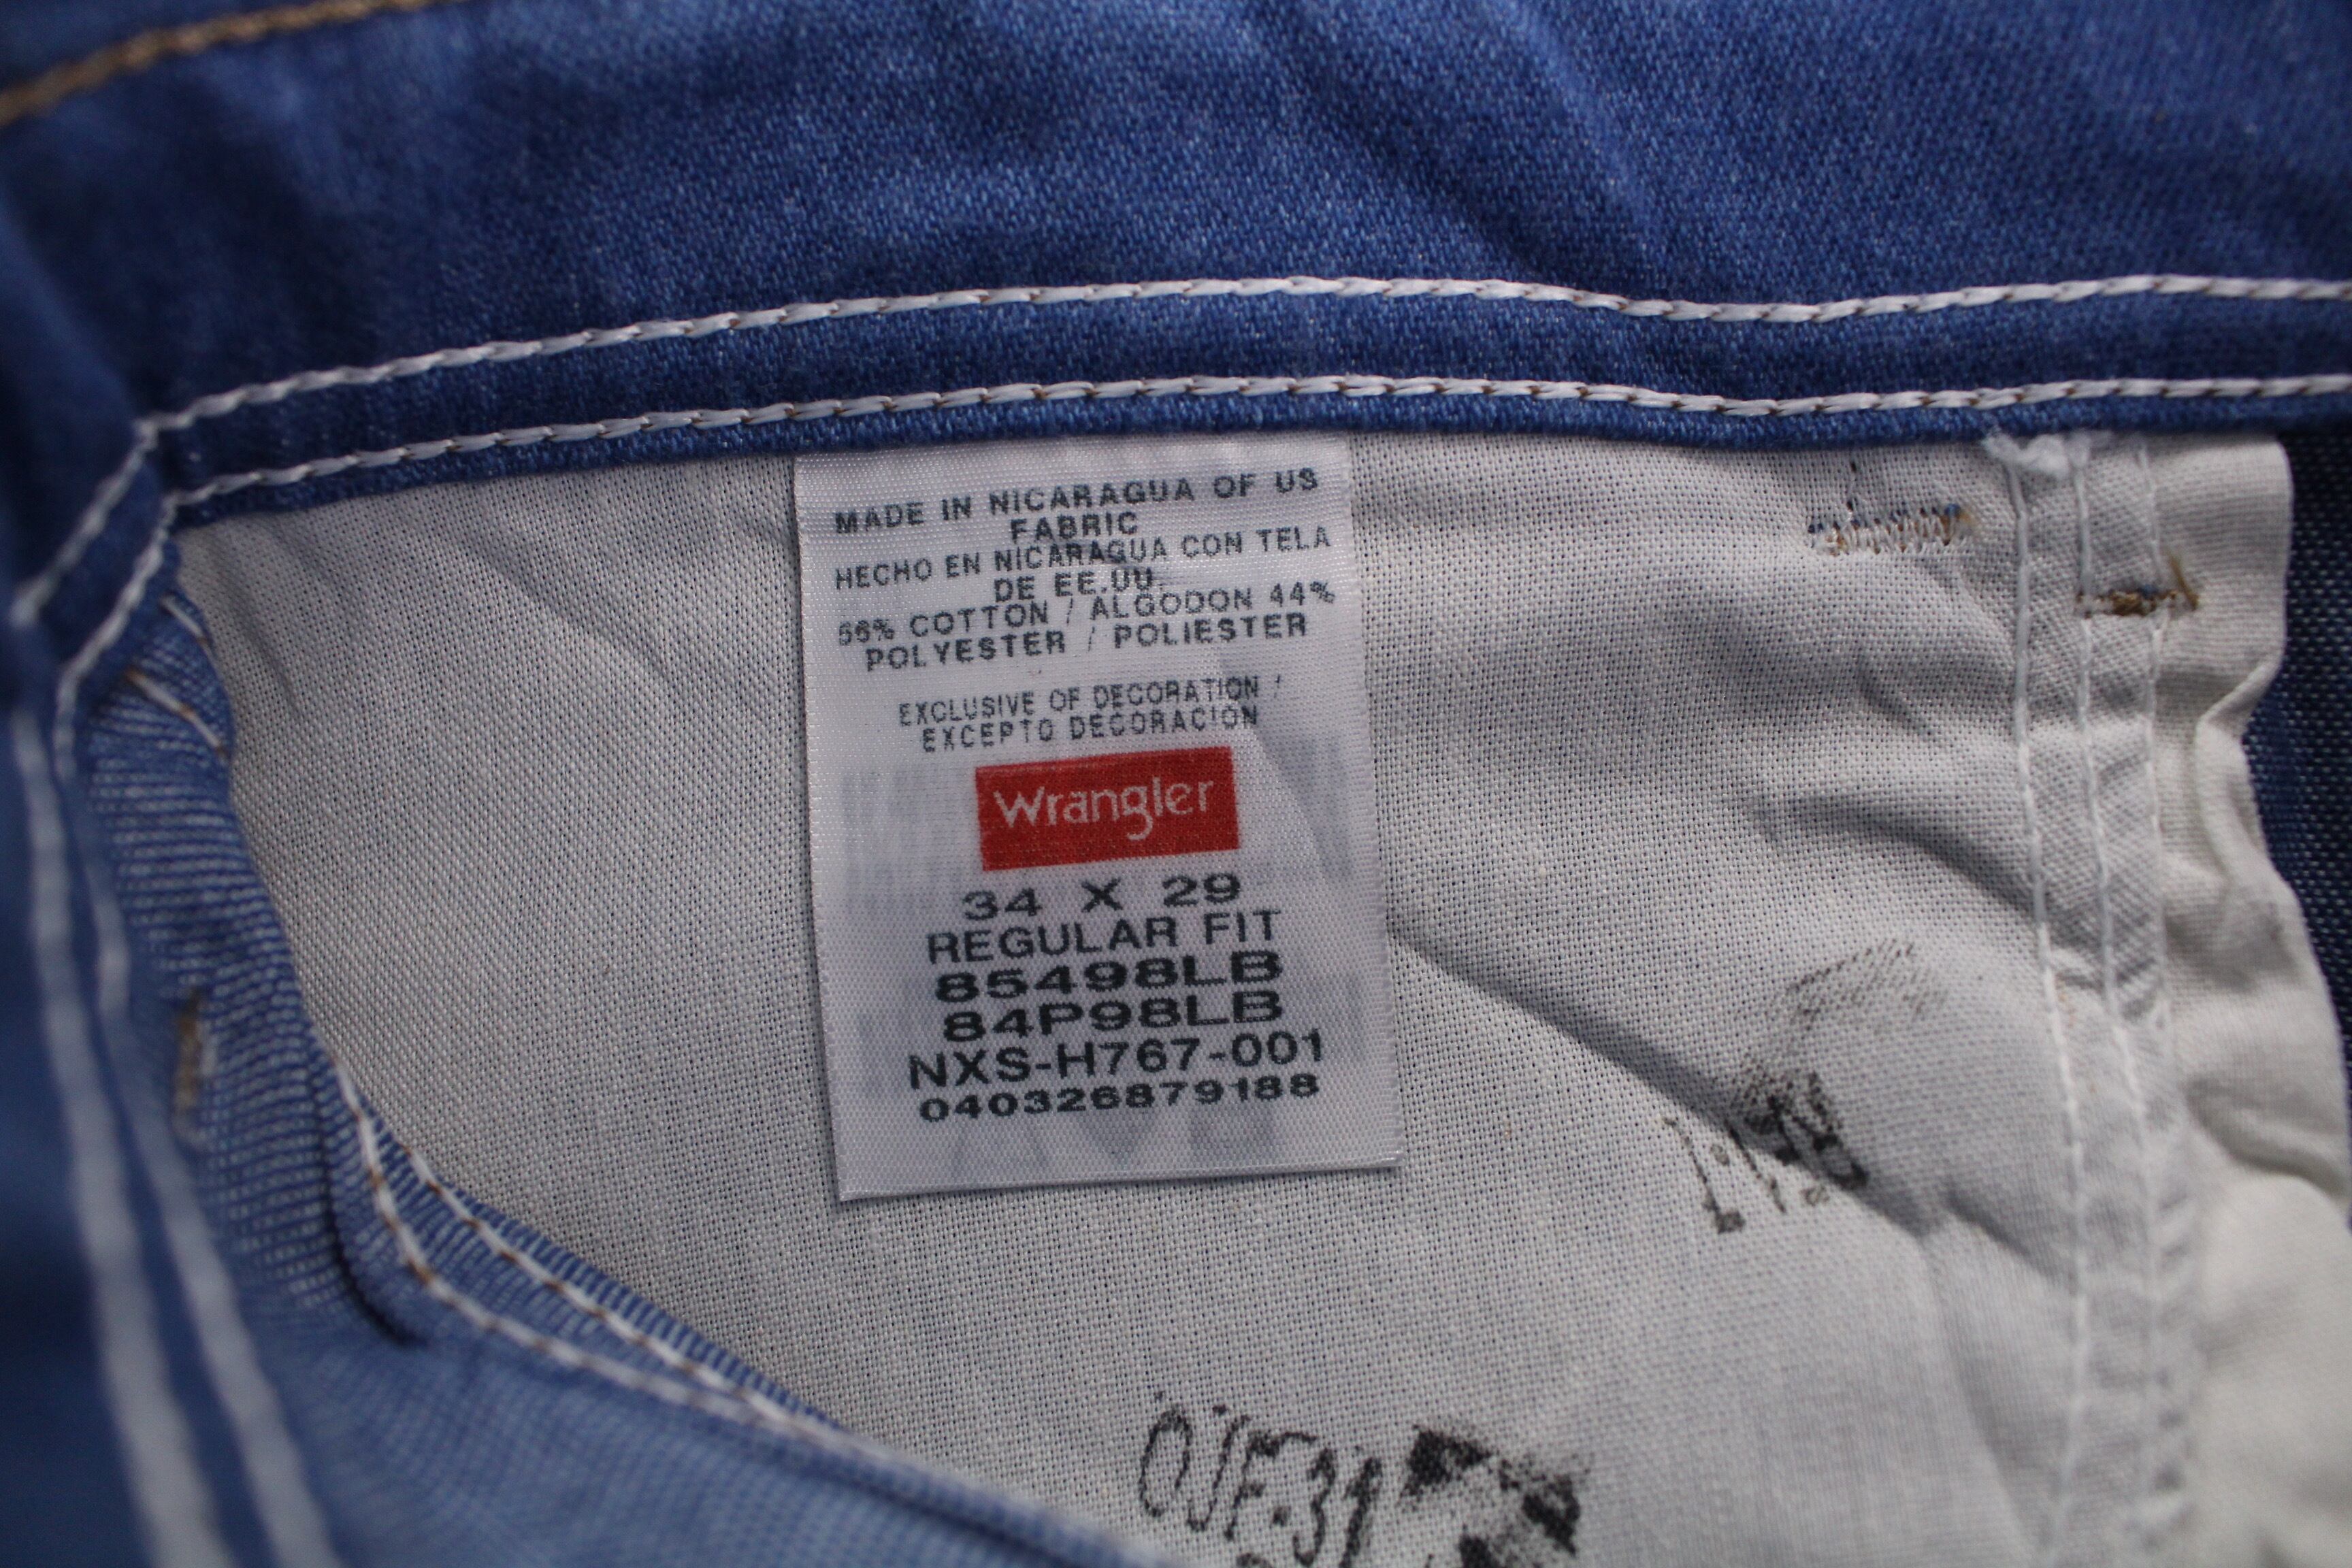 MADE IN NICARAGUA OF US
FABRIC
HECHO EN NICARAGUA CON TELA
DE EE.UU.
56% COTTON / ALGODON 44%
POLYESTER / POLIESTER
EXCLUSIVE OF DECORATION /
EXCEPTO DECORACION
Wrangler
34 X 29
REGULAR FIT
85498LB
84P98LB
NXS-H767-001
040326879188